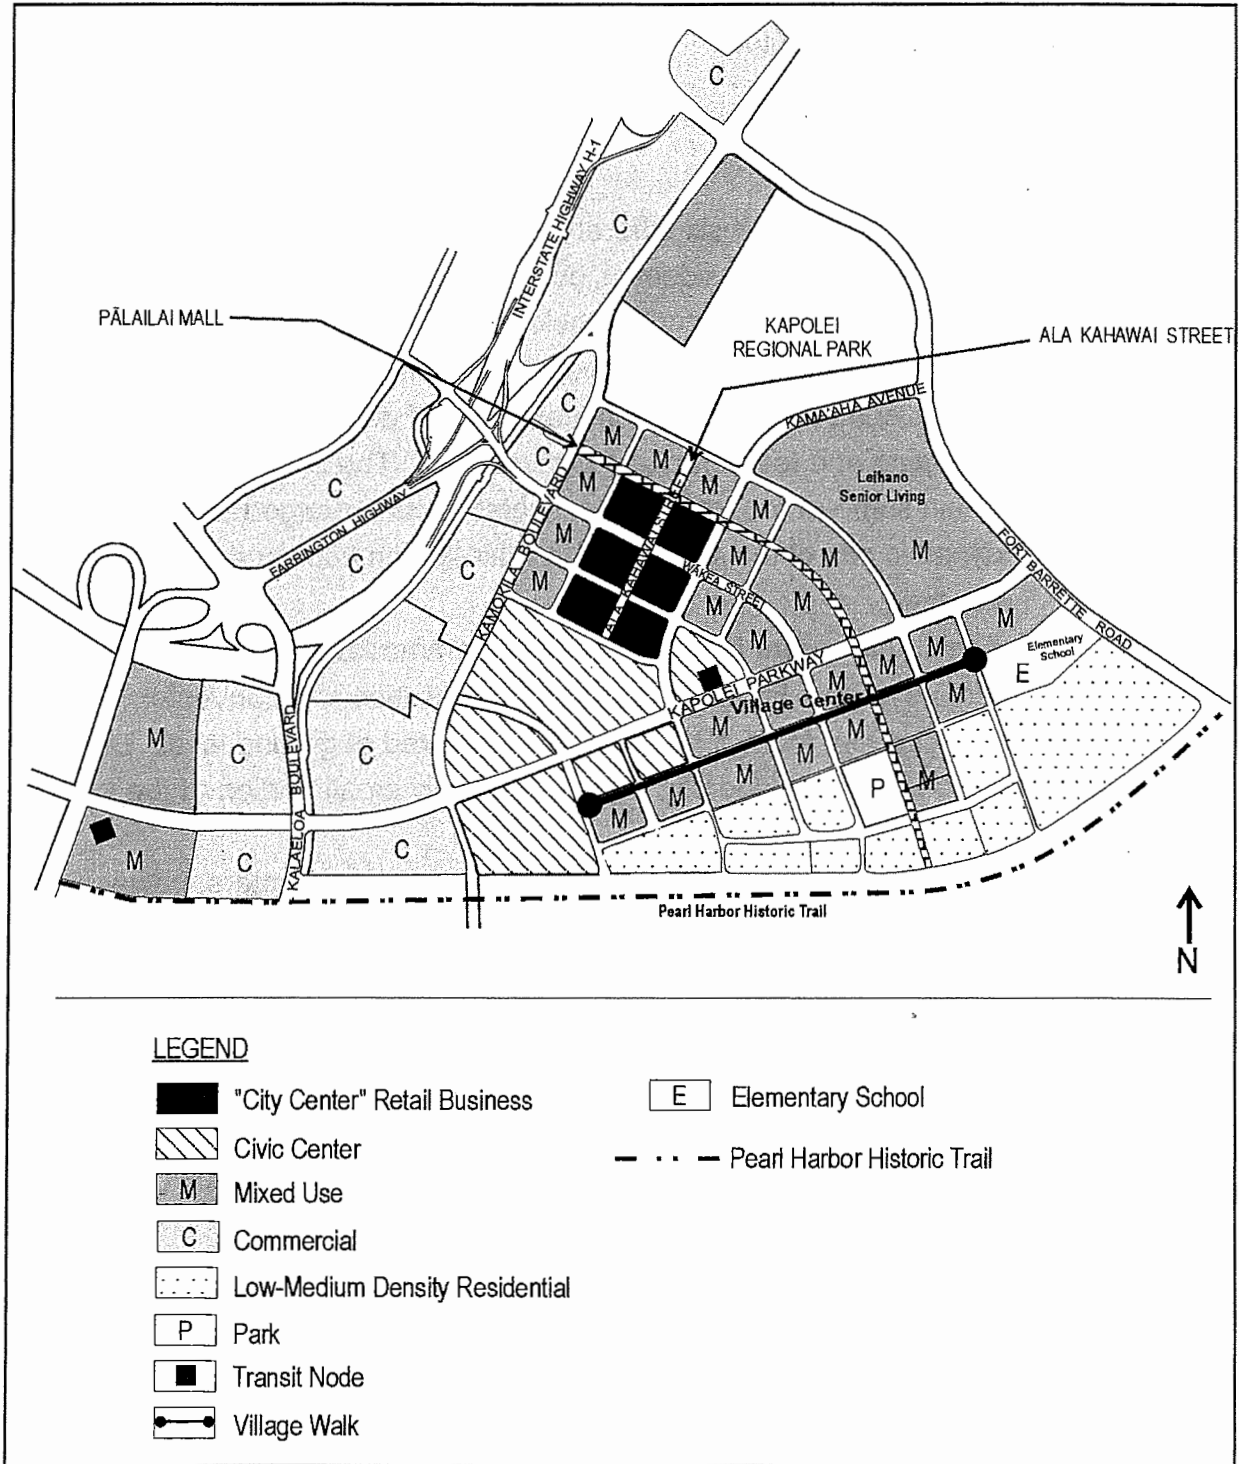 C
C
INTERSTATE HIGHWAY H-1
PĀLAILAI MALL
KAPOLEI
REGIONAL PARK
ALA KAHAWAI STREET
KAMA'AHA AVENUE
C
C
C
M
M
M
M
M
Leihano
Senior Living
M
FARRINGTON HIGHWAY
C
C
KAMOKILA BOULEVARD
M
M
ALA KAHAWAI STREET
WAKEA STREET
M
M
M
M
M
FORT BARRETTE ROAD
M
M
M
M
Elementary
School
E
KAPOLEI PARKWAY
Village Center
M
M
M
M
M
M
M
M
M
P
M
C
C
KALAELOA BOULEVARD
M
C
C
Pearl Harbor Historic Trail
N
LEGEND
"City Center" Retail Business
Civic Center
M Mixed Use
C Commercial
Low-Medium Density Residential
P Park
Transit Node
Village Walk
E Elementary School
Pearl Harbor Historic Trail